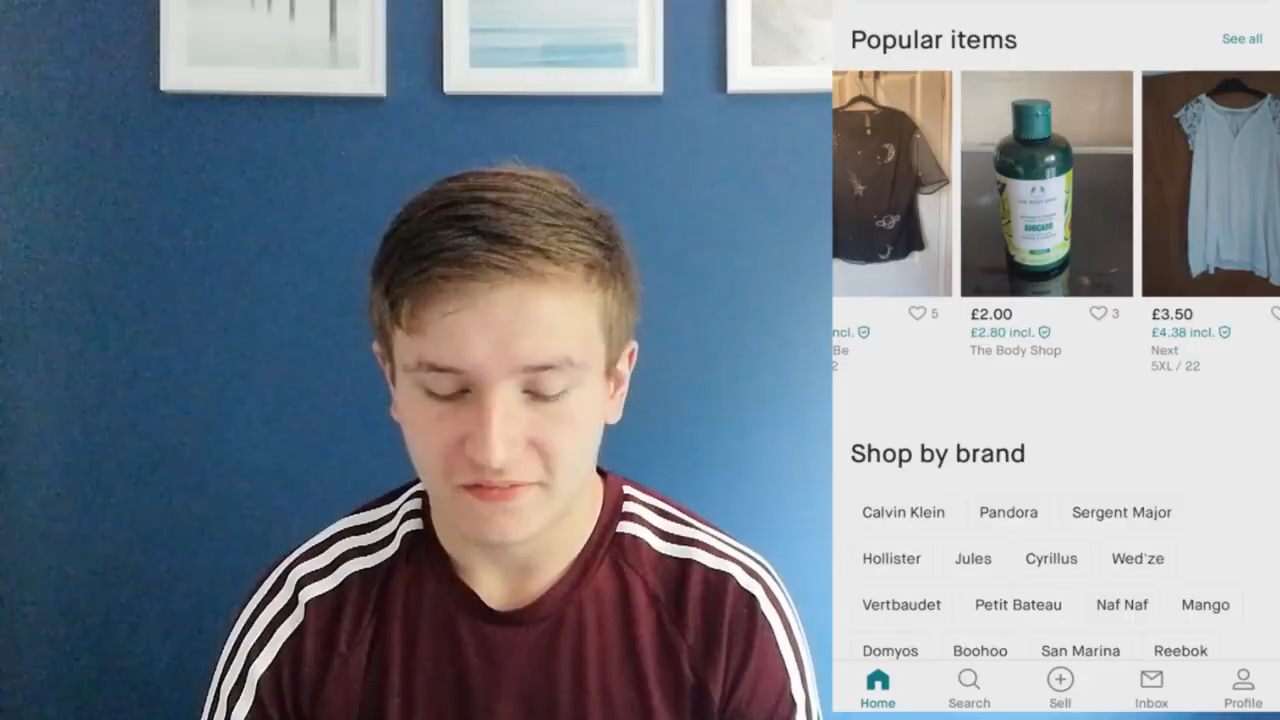 Popular items
See all
AVOCADO
5
£2.00
3
£3.50
ncl.
£2.80 incl.
£4.38 incl.
Be
The Body Shop
Next
2
5XL / 22
Shop by brand
Calvin Klein
Pandora
Sergent Major
Hollister
Jules
Cyrillus
Wed'ze
Vertbaudet
Petit Bateau
Naf Naf
Mango
Domyos
Boohoo
San Marina
Reebok
Home
Search
Sell
Inbox
Profile